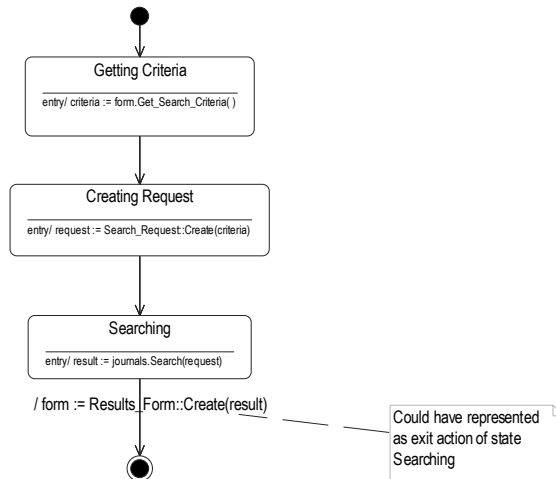 Getting Criteria
entry/ criteria := form.Get_Search_Criteria( )
Creating Request
entry/ request := Search_Request::Create(criteria)
Searching
entry/ result := journals.Search(request)
/ form := Results_Form::Create(result)
Could have represented
as exit action of state
Searching